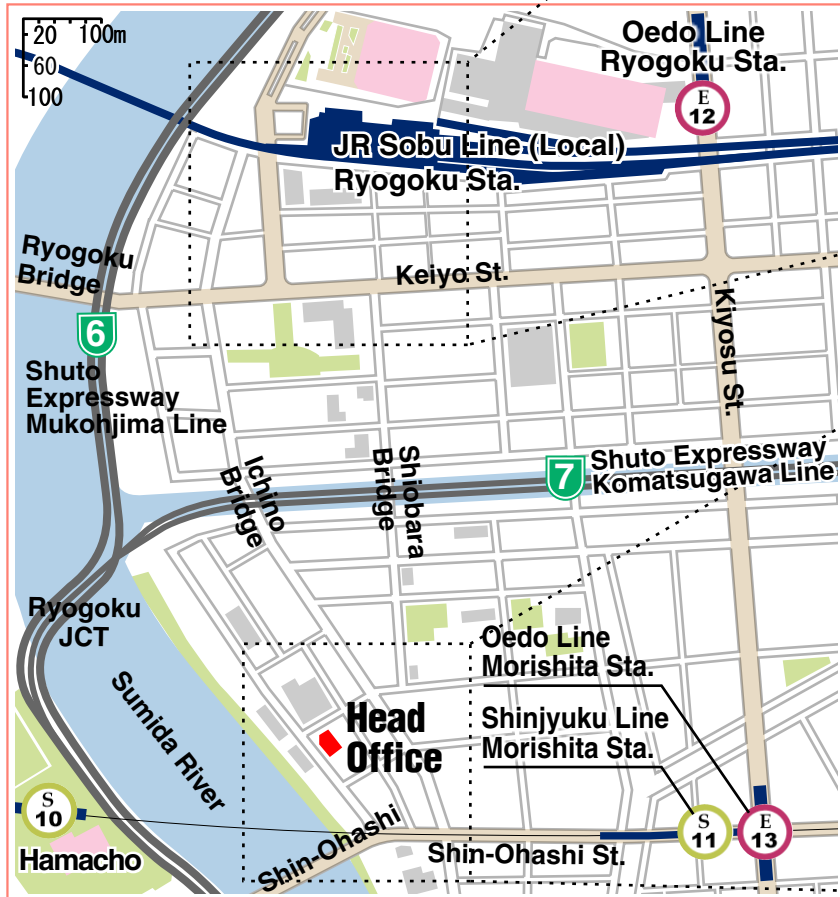 20 100m
60
100
Oedo Line
Ryogoku Sta.
E
12
JR Sobu Line (Local)
Ryogoku Sta.
Ryogoku
Bridge
Keiyo St.
6
Shuto
Expressway
Mukohjima Line
Kiyosu St.
Ichino
Bridge
Shiobara
Bridge
7
Shuto Expressway
Komatsugawa Line
Ryogoku
JCT
Sumida River
Oedo Line
Morishita Sta.
Shinjyuku Line
Morishita Sta.
Head
Office
S
10
Hamacho
Shin-Ohashi
Shin-Ohashi St.
S
11
E
13